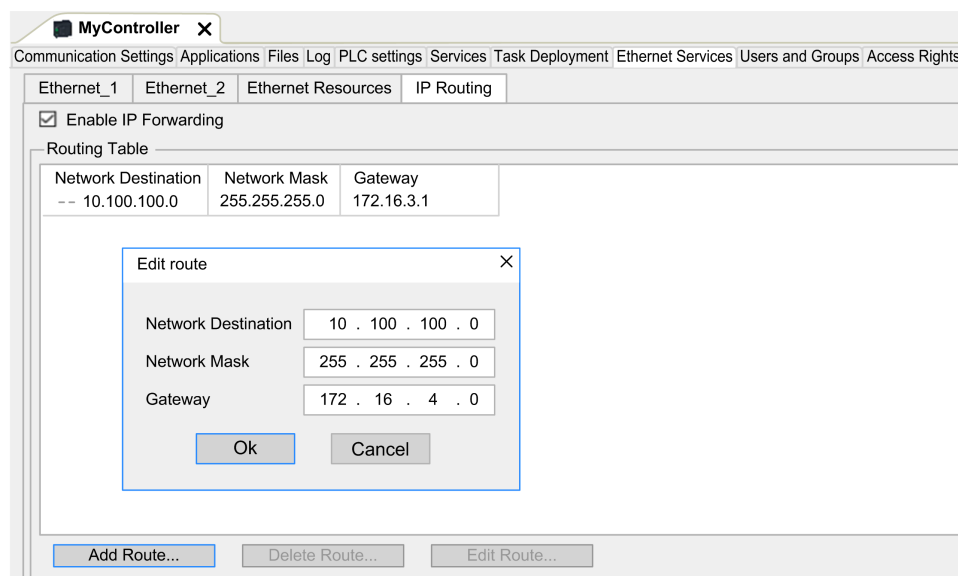 MyController
Communication Settings Applications Files Log PLC settings Services Task Deployment Ethernet Services Users and Groups Access Rights
Ethernet_1 Ethernet_2 Ethernet Resources IP Routing
Enable IP Forwarding
Routing Table
Network Destination Network Mask Gateway
-- 10.100.100.0 255.255.255.0 172.16.3.1
Edit route
Network Destination 10 . 100 . 100 . 0
Network Mask 255 . 255 . 255 . 0
Gateway 172 . 16 . 4 . 0
Ok Cancel
Add Route... Delete Route... Edit Route...